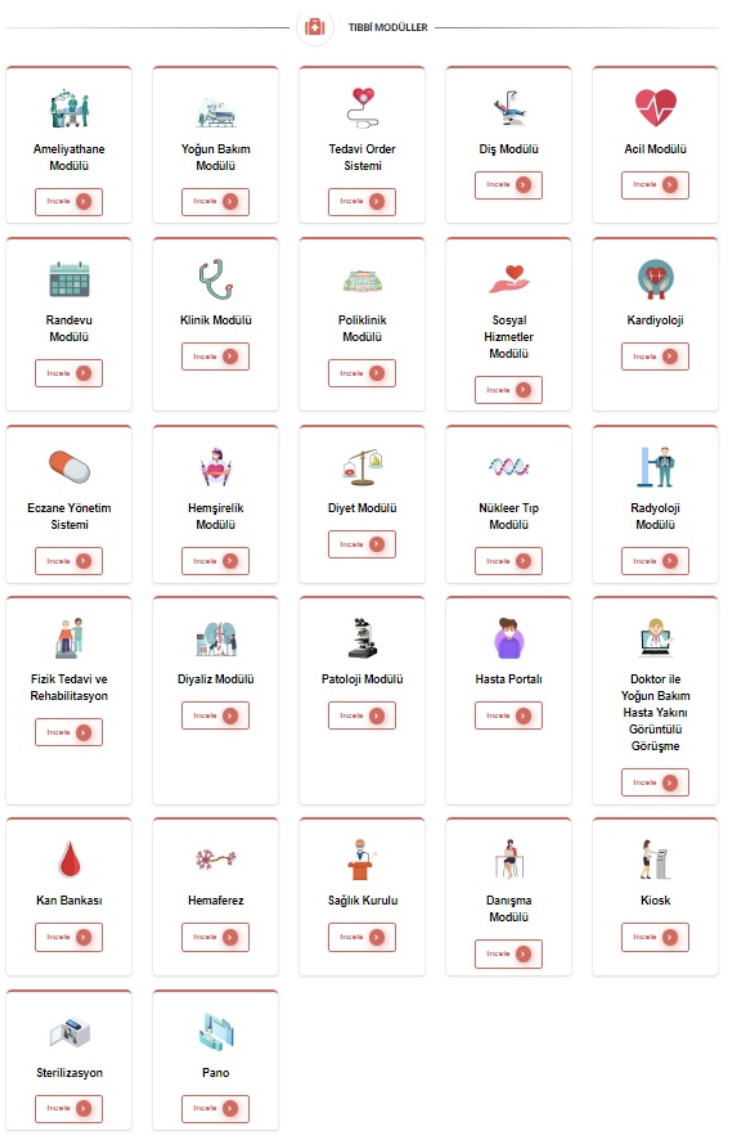 TIBBİ MODÜLLER
Ameliyathane
Modülü
İncele
Yoğun Bakım
Modülü
İncele
Tedavi Order
Sistemi
İncele
Diş Modülü
İncele
Acil Modülü
İncele
Randevu
Modülü
İncele
Klinik Modülü
İncele
Poliklinik
Modülü
İncele
Sosyal
Hizmetler
Modülü
İncele
Kardiyoloji
İncele
Eczane Yönetim
Sistemi
İncele
Hemşirelik
Modülü
İncele
Diyet Modülü
İncele
Nükleer Tıp
Modülü
İncele
Radyoloji
Modülü
İncele
Fizik Tedavi ve
Rehabilitasyon
İncele
Diyaliz Modülü
İncele
Patoloji Modülü
İncele
Hasta Portalı
İncele
Doktor ile
Yoğun Bakım
Hasta Yakını
Görüntülü
Görüşme
İncele
Kan Bankası
İncele
Hemaferez
İncele
Sağlık Kurulu
İncele
Danışma
Modülü
İncele
Kiosk
İncele
Sterilizasyon
İncele
Pano
İncele